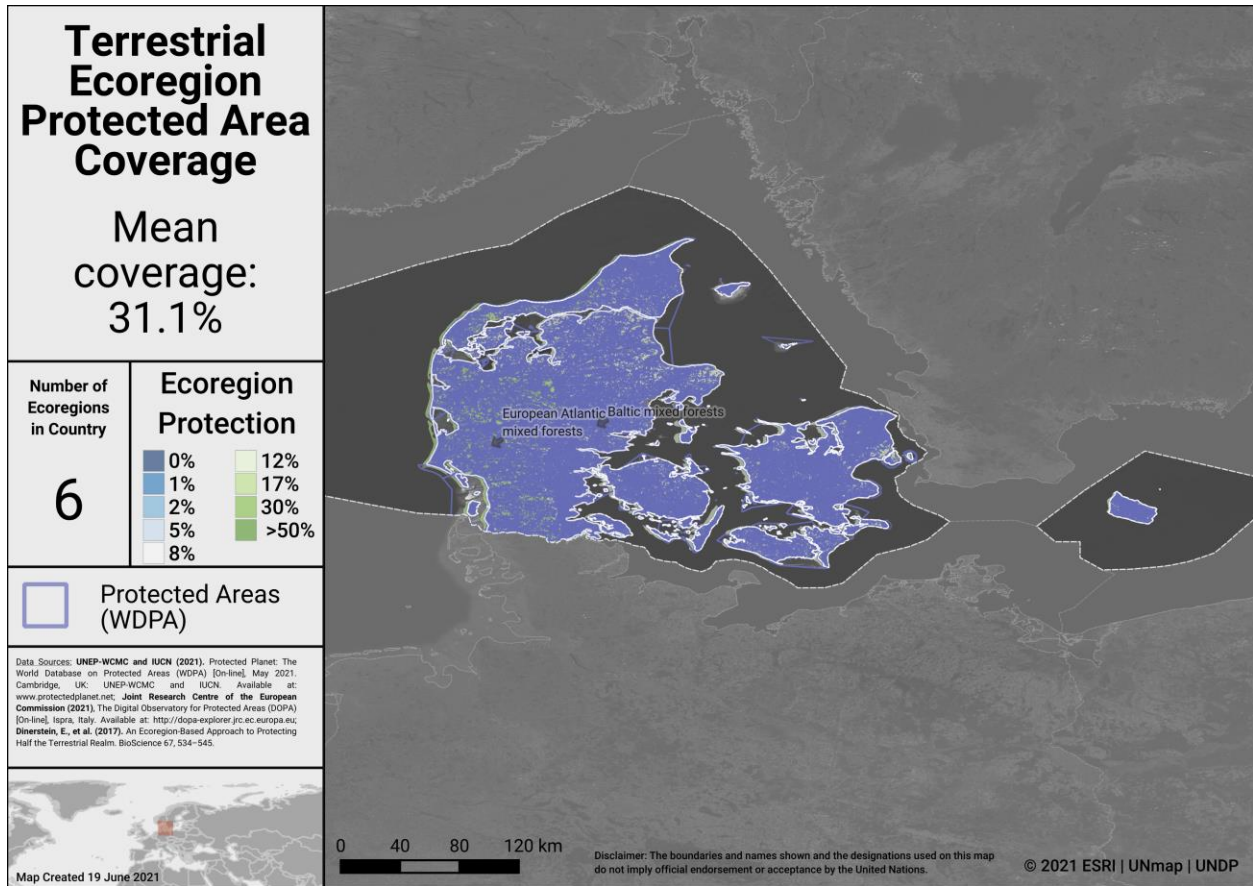 Terrestrial
Ecoregion
Protected Area
Coverage
Mean
coverage:
31.1%
Number of
Ecoregions
in Country
6
Ecoregion
Protection
0%
1%
2%
5%
8%
12%
17%
30%
>50%
Protected Areas
(WDPA)
Data Sources: UNEP-WCMC and IUCN (2021). Protected Planet: The
World Database on Protected Areas (WDPA) [On-line], May 2021.
Cambridge, UK: UNEP-WCMC and IUCN. Available at:
www.protectedplanet.net; Joint Research Centre of the European
Commission (2021), The Digital Observatory for Protected Areas (DOPA)
[On-line], Ispra, Italy. Available at: http://dopa-explorer.jrc.ec.europa.eu;
Dinerstein, E., et al. (2017). An Ecoregion-Based Approach to Protecting
Half the Terrestrial Realm. BioScience 67, 534–545.
Map Created 19 June 2021
European Atlantic
mixed forests
Baltic mixed forests
0 40 80 120 km
Disclaimer: The boundaries and names shown and the designations used on this map
do not imply official endorsement or acceptance by the United Nations.
© 2021 ESRI | UNmap | UNDP